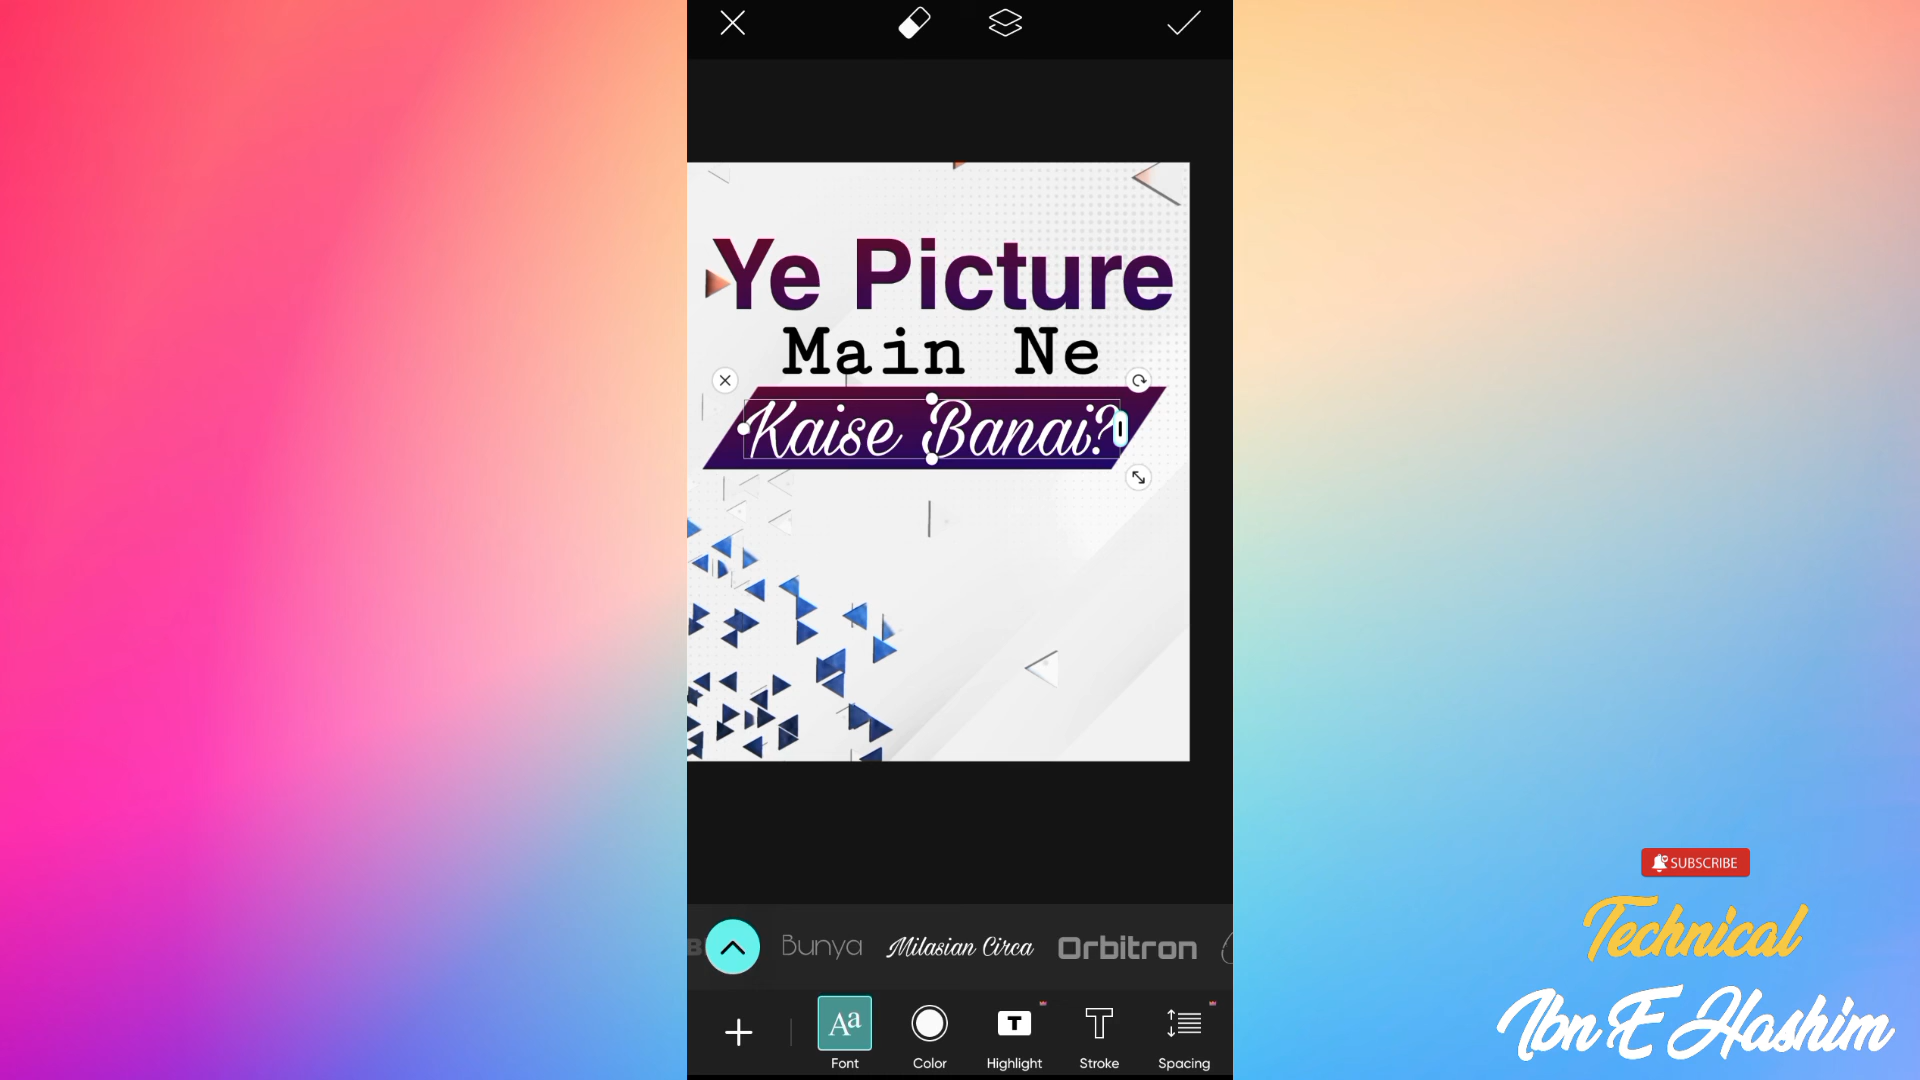 Ye Picture
Main Ne
Kaise Banai?
Bunya
Milasian Circa
Orbitron
Aa
Font
Color
T
Highlight
T
Stroke
Spacing
SUBSCRIBE
Technical
Ibn E Hashim